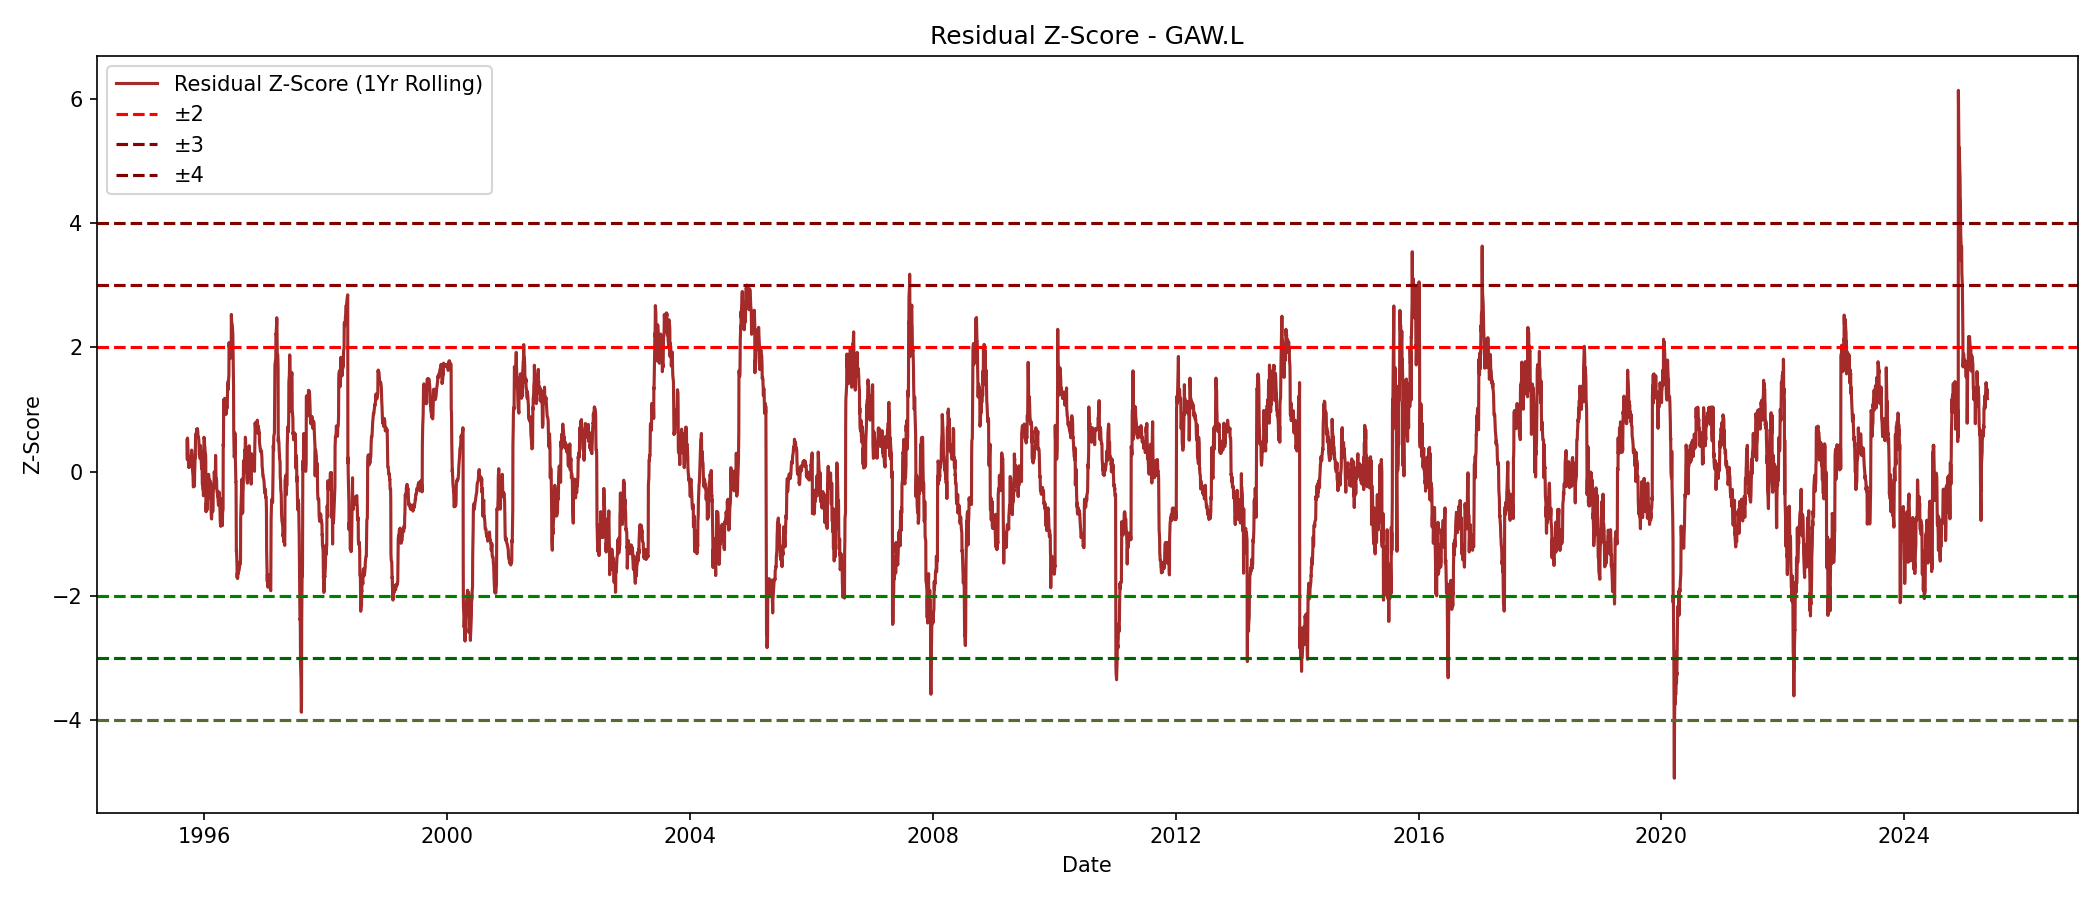 Residual Z-Score - GAW.L
Residual Z-Score (1Yr Rolling)
±2
±3
±4
6
4
2
0
−2
−4
Z-Score
1996 2000 2004 2008 2012 2016 2020 2024
Date